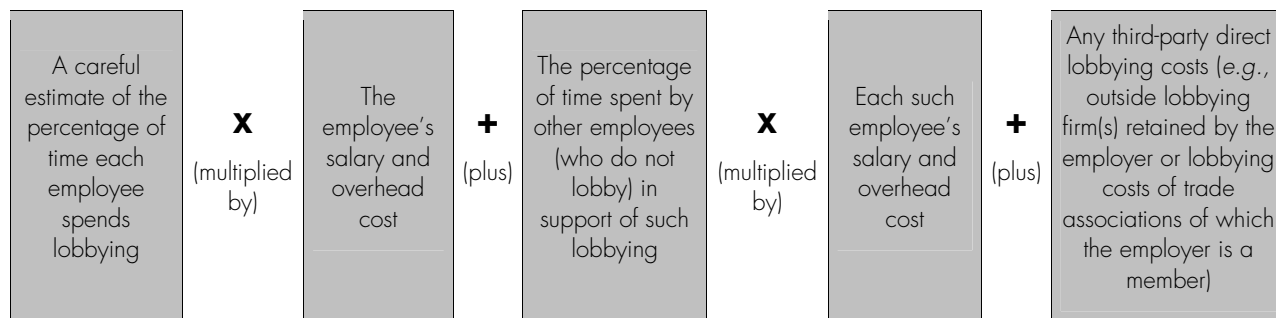 A careful
estimate of the
percentage of
time each
employee
spends
lobbying
x
(multiplied
by)
The
employee's
salary and
overhead
cost
+
(plus)
The percentage
of time spent by
other employees
(who do not
lobby) in
support of such
lobbying
x
(multiplied
by)
Each such
employee's
salary and
overhead
cost
+
(plus)
Any third-party direct
lobbying costs (e.g.,
outside lobbying
firm(s) retained by the
employer or lobbying
costs of trade
associations of which
the employer is a
member)